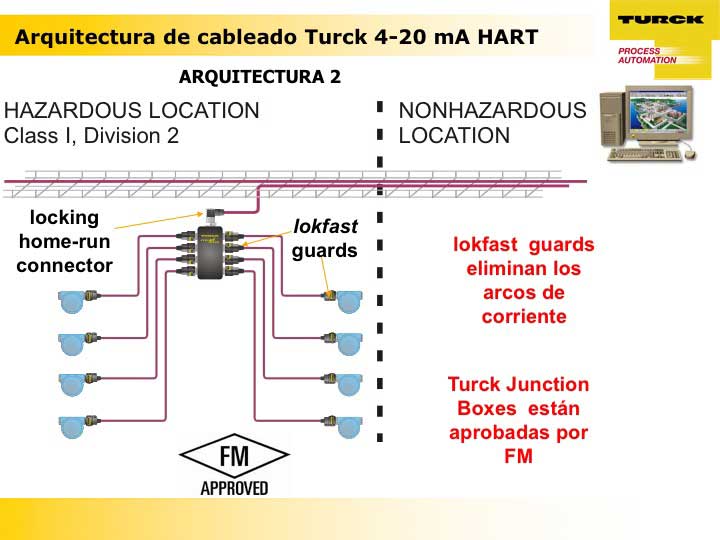 Arquitectura de cableado Turck 4-20 mA HART
TURCK
PROCESS
AUTOMATION
ARQUITECTURA 2
HAZARDOUS LOCATION
Class I, Division 2
NONHAZARDOUS
LOCATION
locking
home-run
connector
lokfast
guards
lokfast guards
eliminan los
arcos de
corriente
Turck Junction
Boxes están
aprobadas por
FM
FM
APPROVED